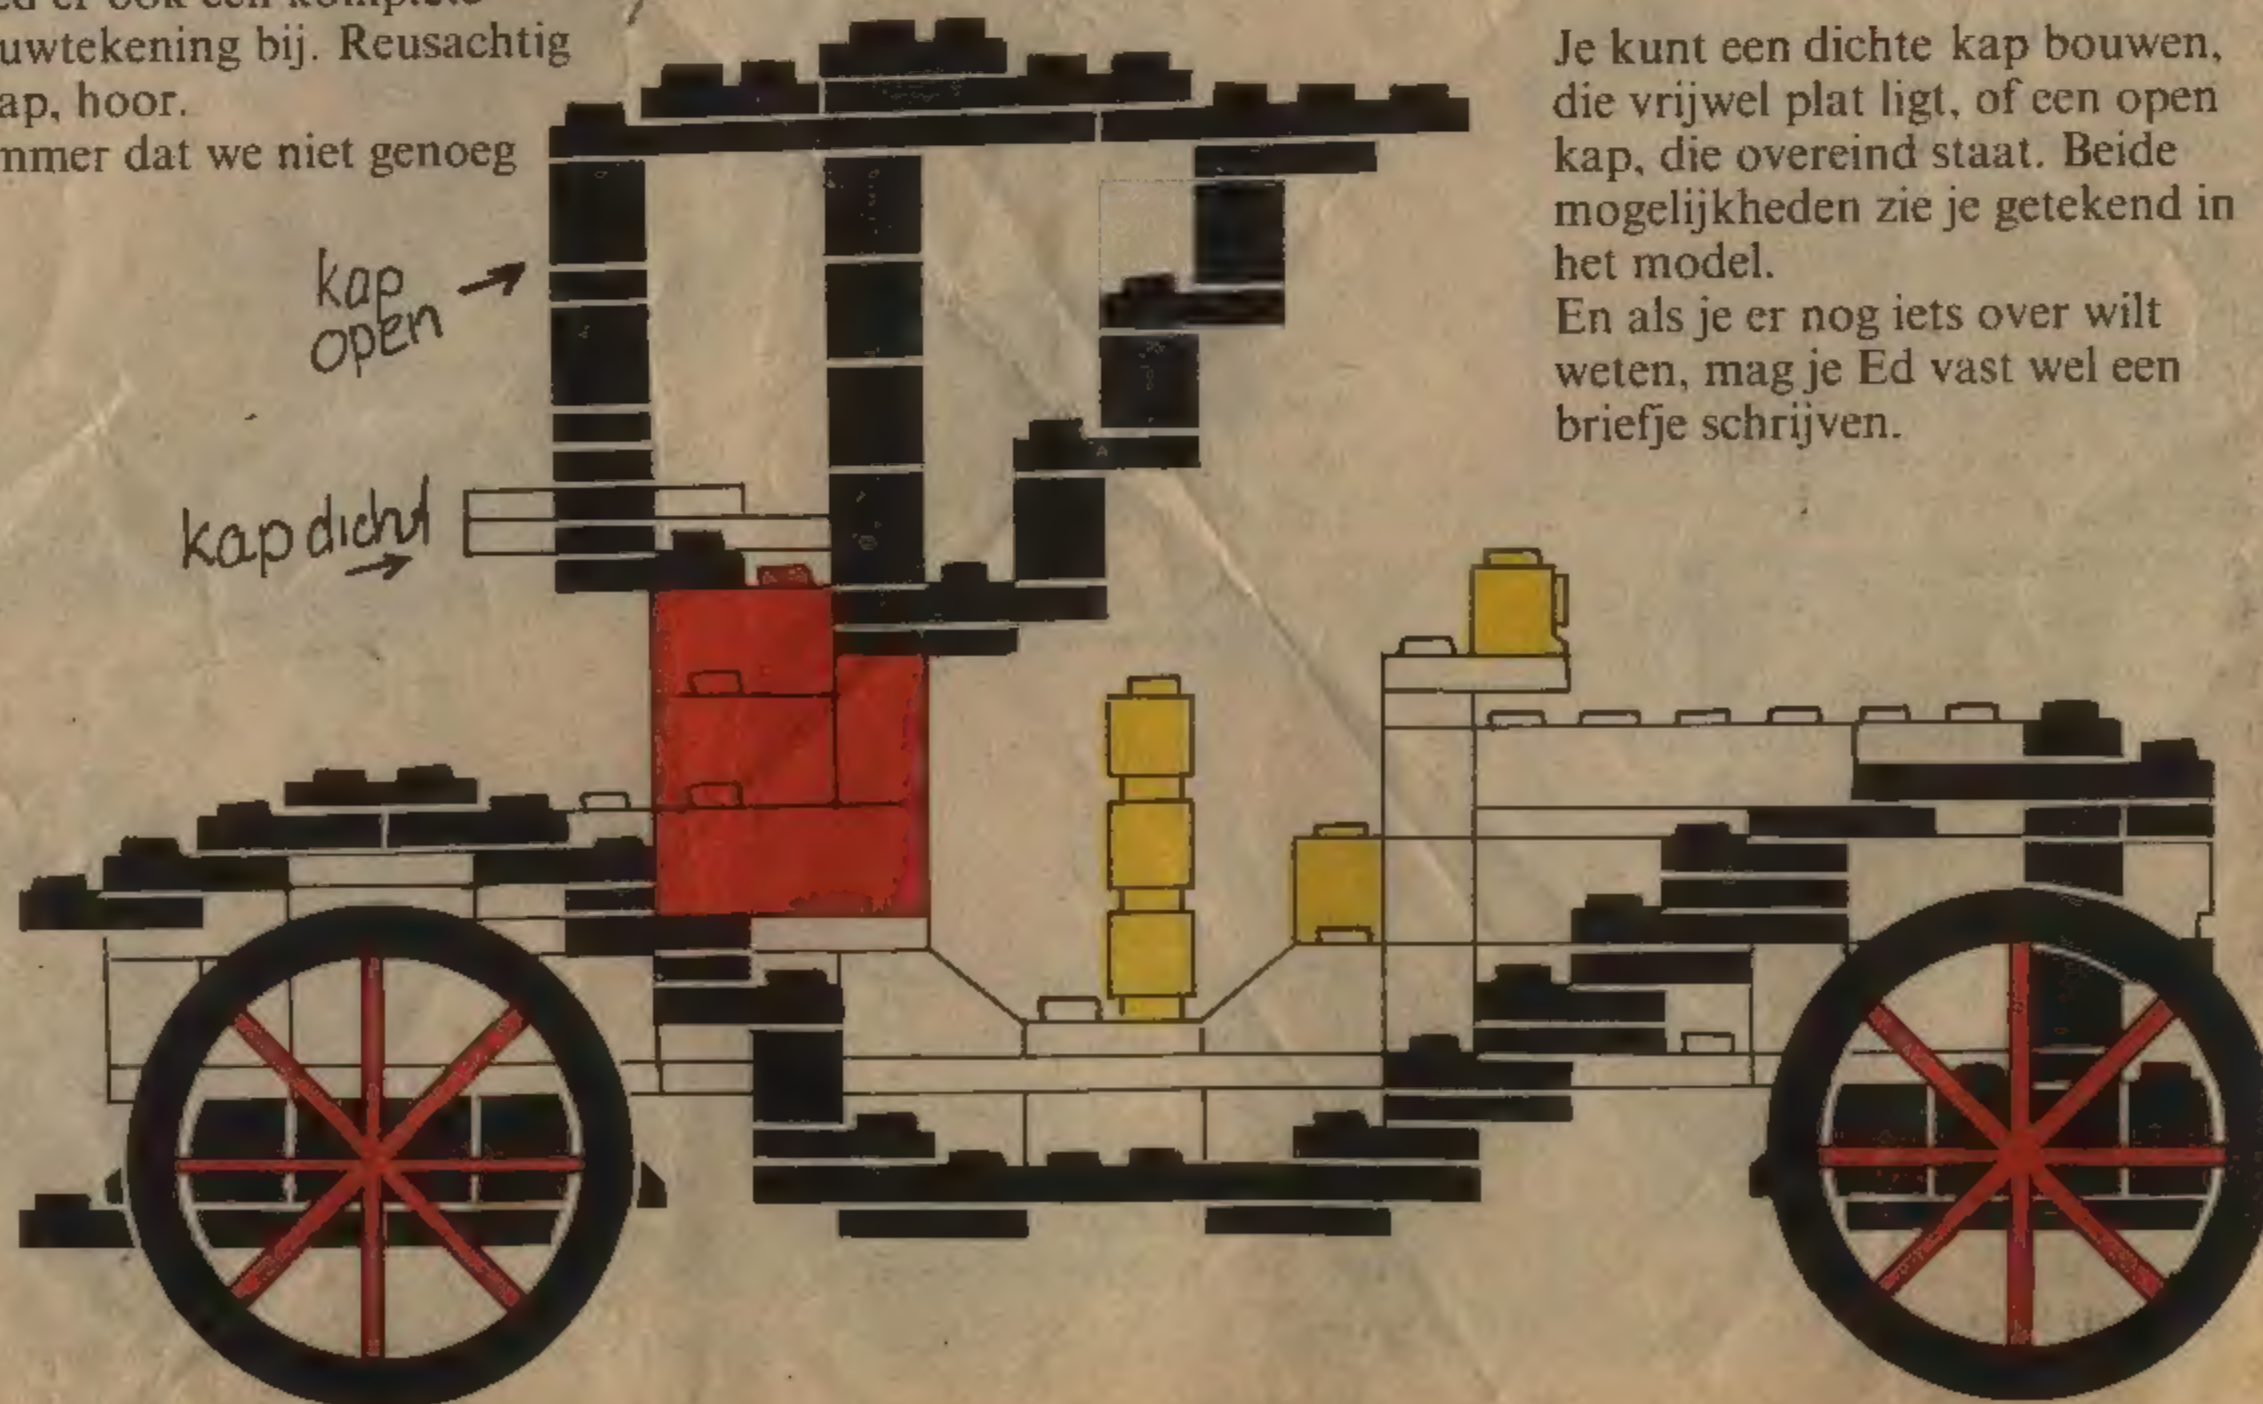 uwtekening bij. Reusachtig
ap, hoor.
mmer dat we niet genoeg
kap
open
kap dicht
Je kunt een dichte kap bouwen,
die vrijwel plat ligt, of een open
kap, die overeind staat. Beide
mogelijkheden zie je getekend in
het model.
En als je er nog iets over wilt
weten, mag je Ed vast wel een
briefje schrijven.